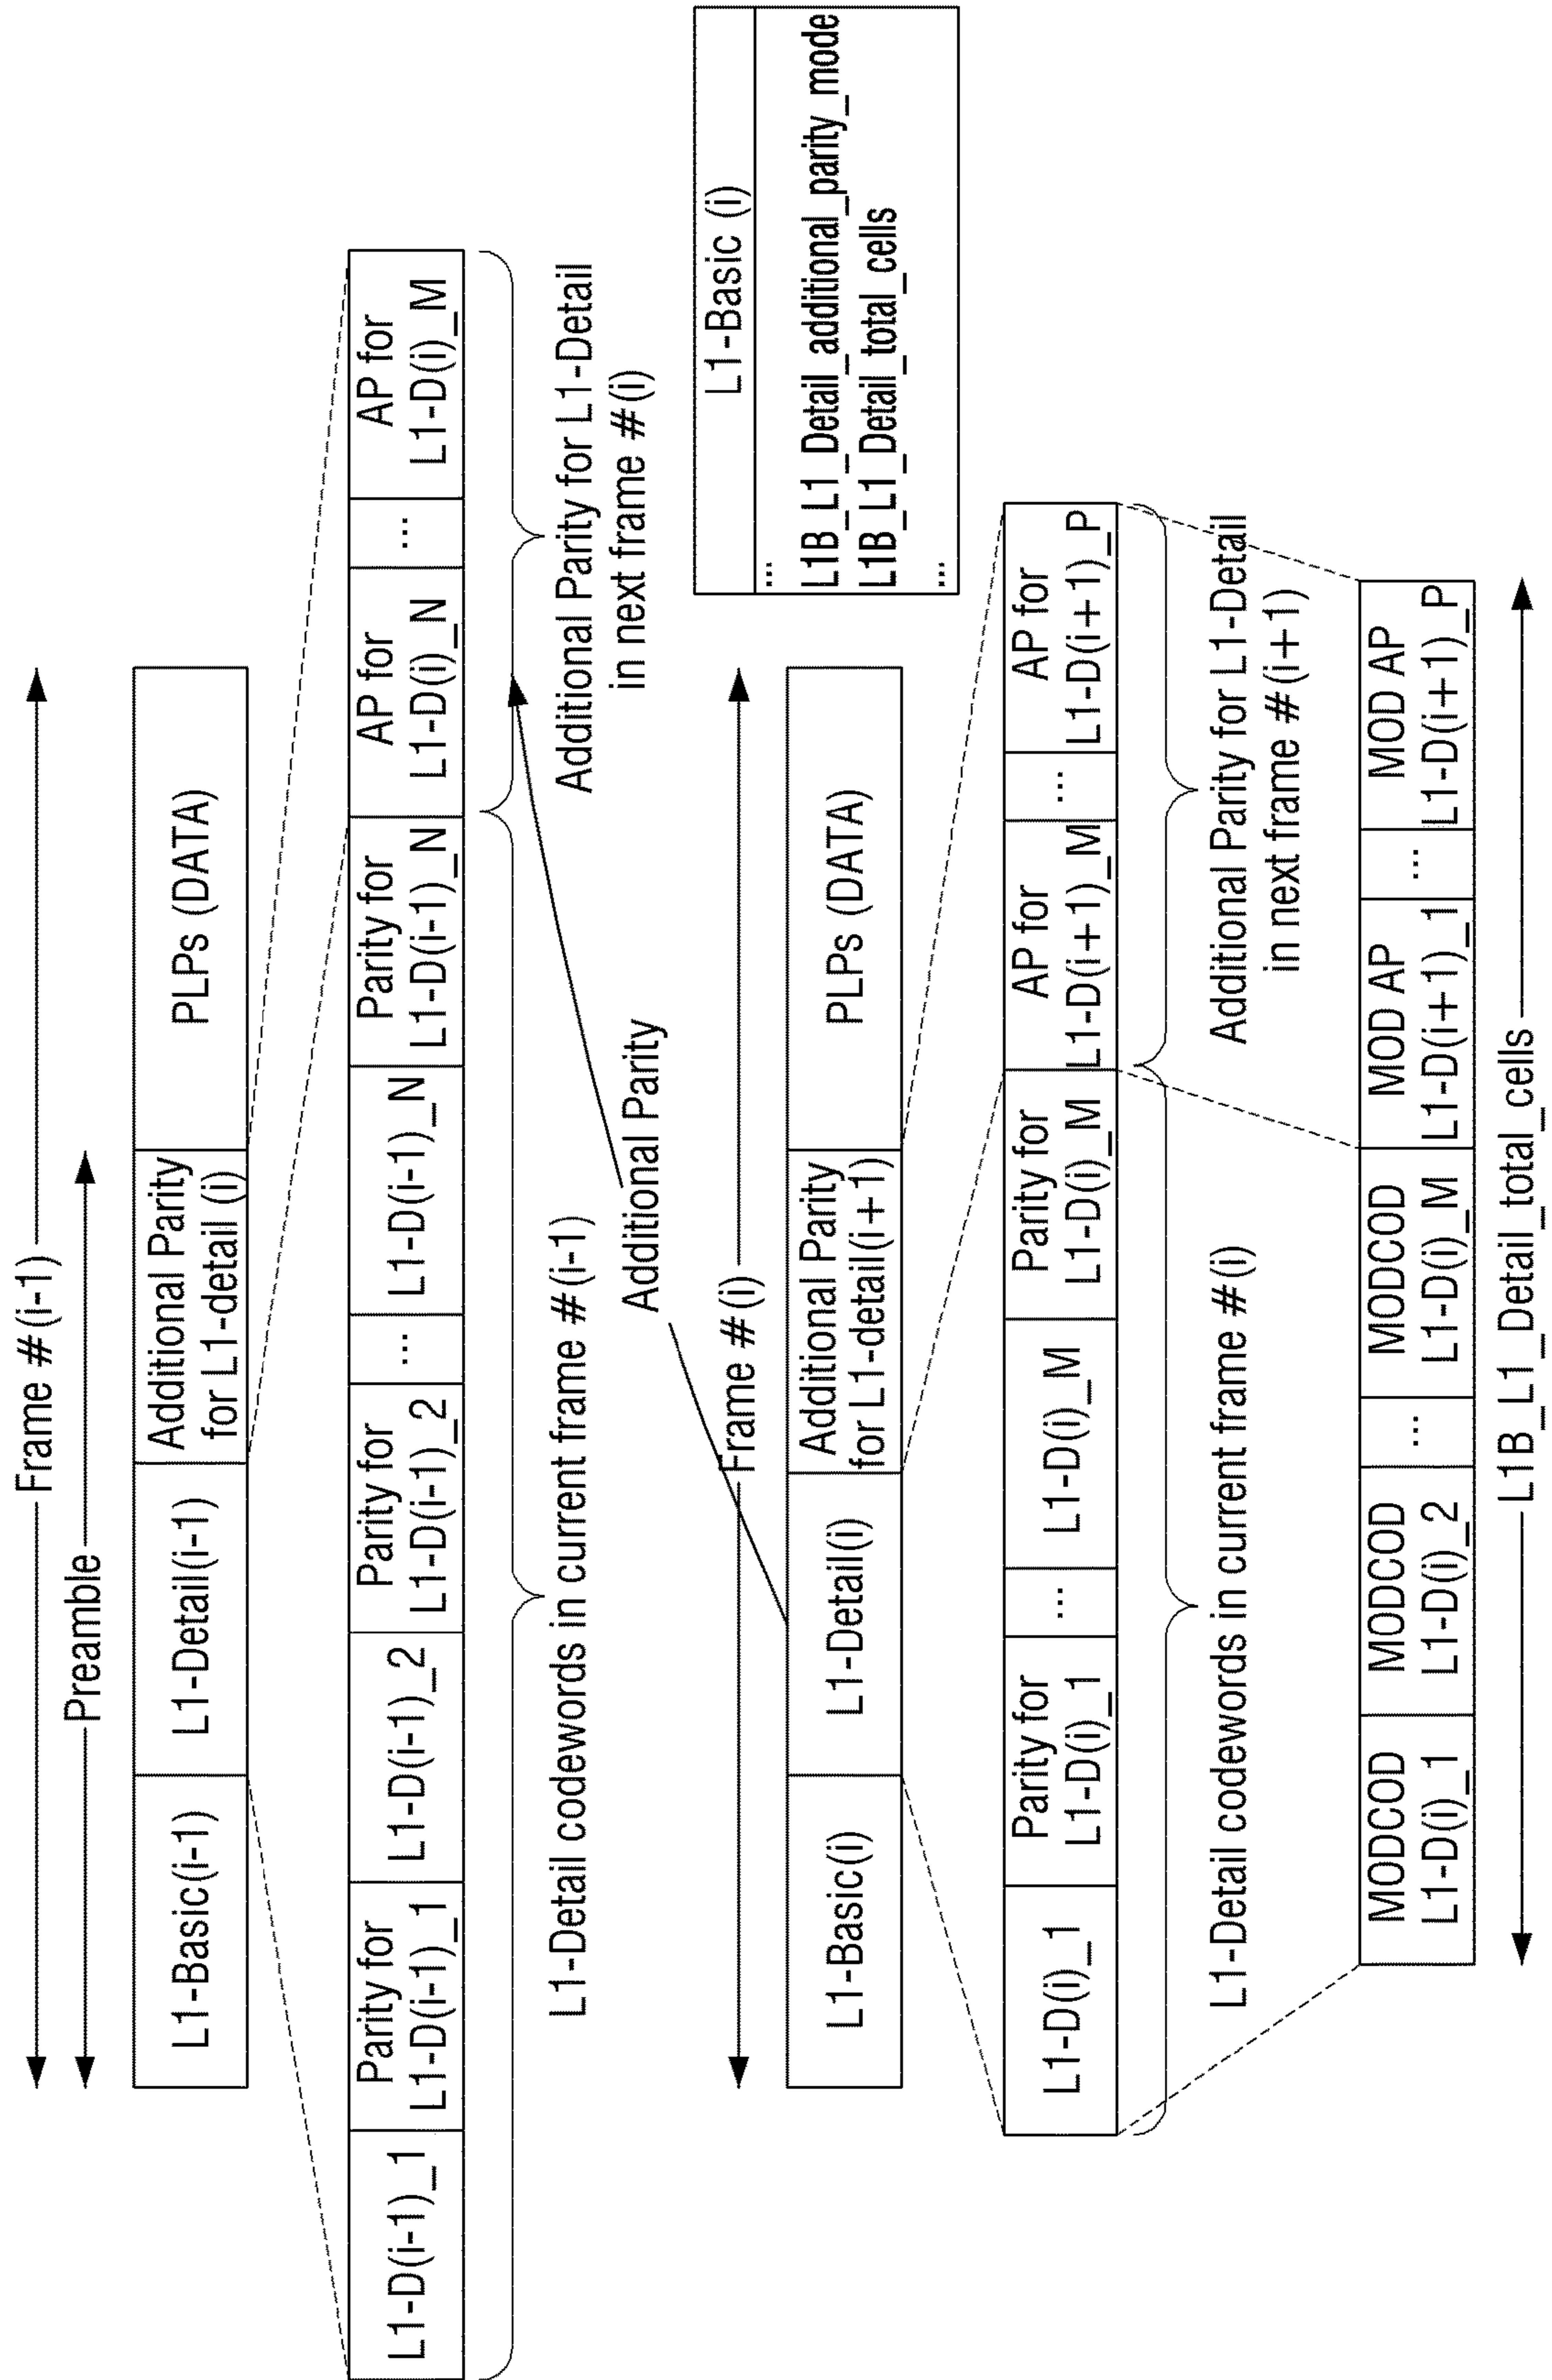 Frame #(i-1)
Preamble
L1-Basic(i-1)
L1-Detail(i-1)
Additional Parity
for L1-detail (i)
PLPs (DATA)
L1-D(i-1)_1
Parity for
L1-D(i-1)_1
L1-D(i-1)_2
Parity for
L1-D(i-1)_2
...
L1-D(i-1)_N
Parity for
L1-D(i-1)_N
AP for
L1-D(i)_N
...
AP for
L1-D(i)_M
L1-Detail codewords in current frame #(i-1)
Additional Parity for L1-Detail
in next frame #(i)
Additional Parity
L1-Basic (i)
...
L1B_L1_Detail_additional_parity_mode
L1B_L1_Detail_total_cells
...
Frame #(i)
L1-Basic(i)
L1-Detail(i)
Additional Parity
for L1-detail(i+1)
PLPs (DATA)
L1-D(i)_1
Parity for
L1-D(i)_1
...
L1-D(i)_M
Parity for
L1-D(i)_M
AP for
L1-D(i+1)_M
...
AP for
L1-D(i+1)_P
L1-Detail codewords in current frame #(i)
Additional Parity for L1-Detail
in next frame #(i+1)
MODCOD
L1-D(i)_1
MODCOD
L1-D(i)_2
...
MODCOD
L1-D(i)_M
MOD AP
L1-D(i+1)_1
...
MOD AP
L1-D(i+1)_P
L1B_L1_Detail_total_cells